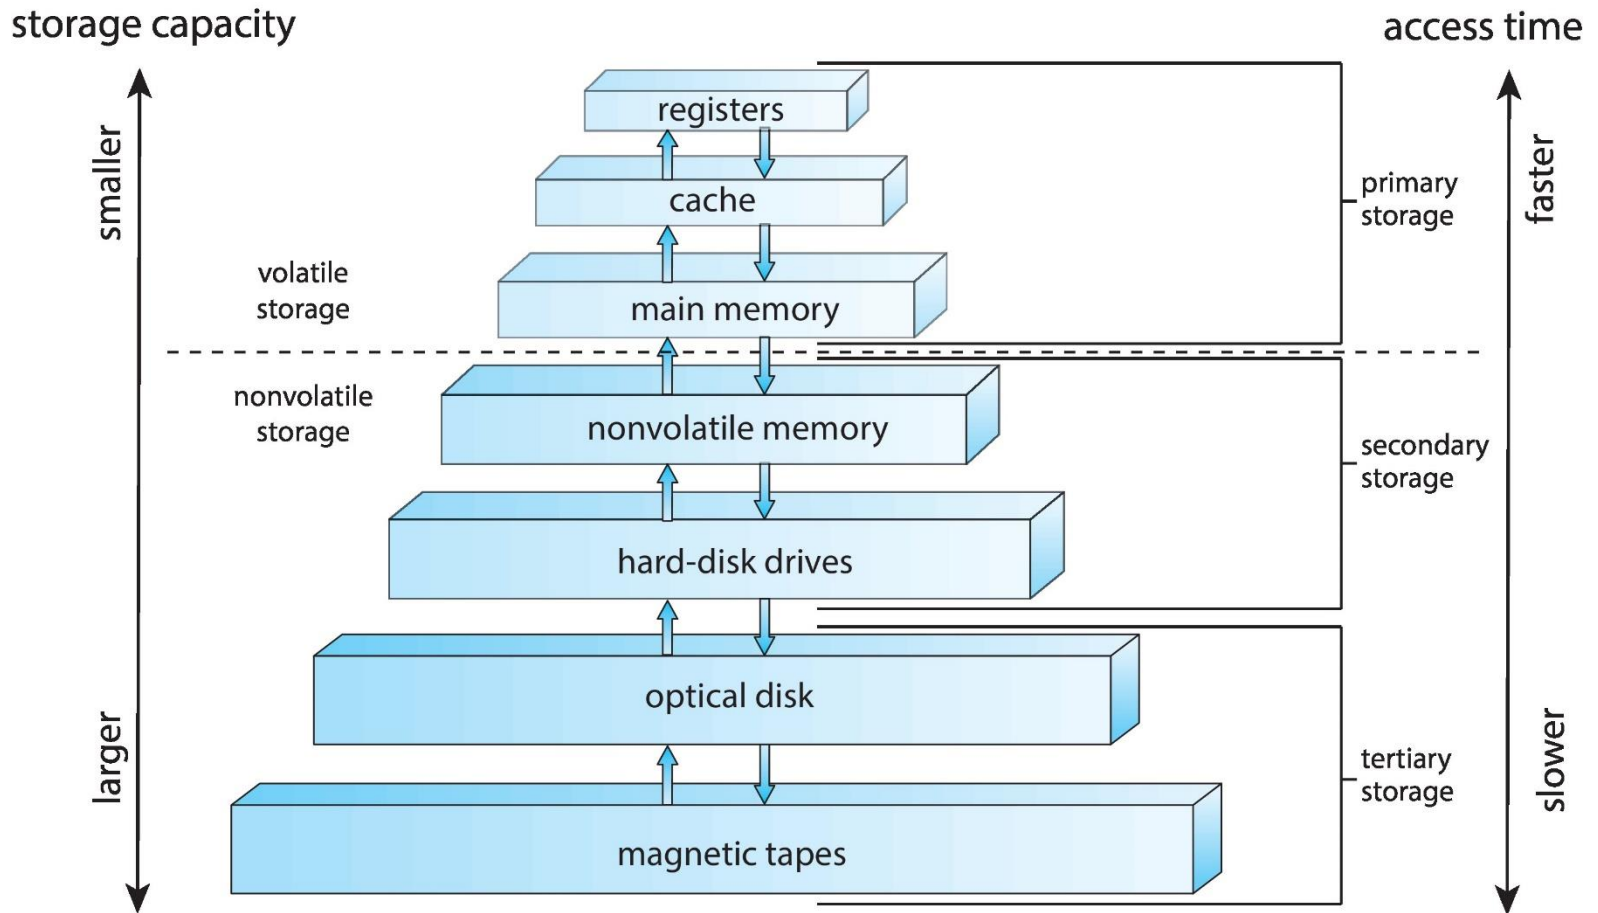 storage capacity
access time
smaller
faster
registers
cache
primary
storage
volatile
storage
main memory
nonvolatile
storage
nonvolatile memory
secondary
storage
hard-disk drives
optical disk
larger
slower
tertiary
storage
magnetic tapes